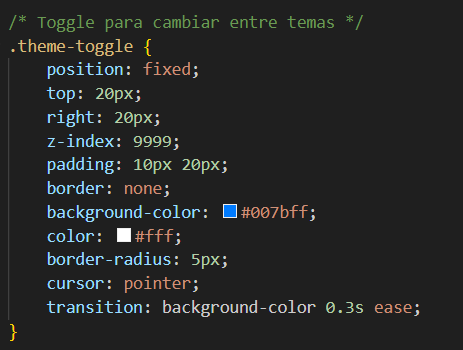 /* Toggle para cambiar entre temas */
.theme-toggle {
    position: fixed;
    top: 20px;
    right: 20px;
    z-index: 9999;
    padding: 10px 20px;
    border: none;
    background-color: #007bff;
    color: #fff;
    border-radius: 5px;
    cursor: pointer;
    transition: background-color 0.3s ease;
}